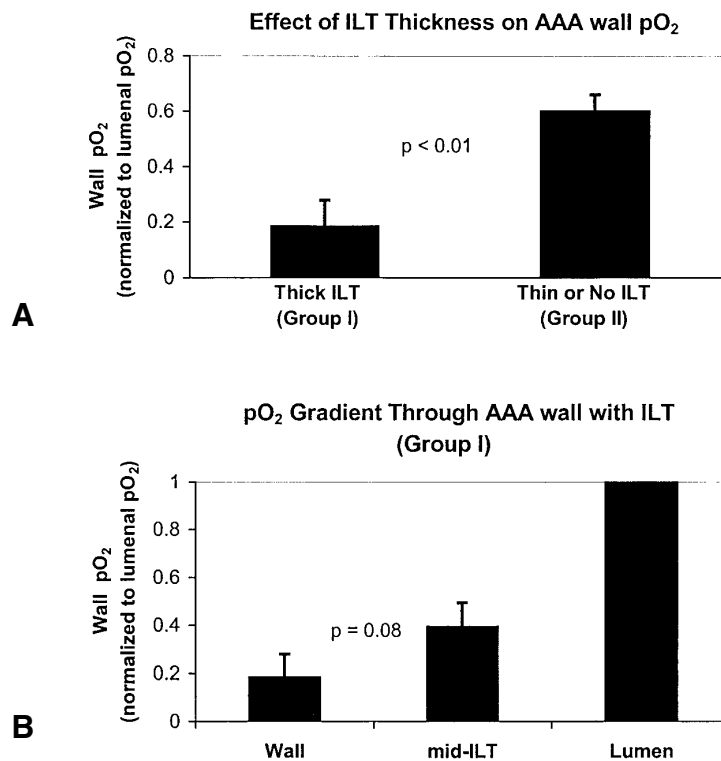 Effect of ILT Thickness on AAA wall pO₂
Wall pO₂
(normalized to lumenal pO₂)
0.8
0.6
0.4
0.2
0
p < 0.01
Thick ILT
(Group I)
Thin or No ILT
(Group II)
A
pO₂ Gradient Through AAA wall with ILT
(Group I)
Wall pO₂
(normalized to lumenal pO₂)
1
0.8
0.6
0.4
0.2
0
p = 0.08
Wall
mid-ILT
Lumen
B